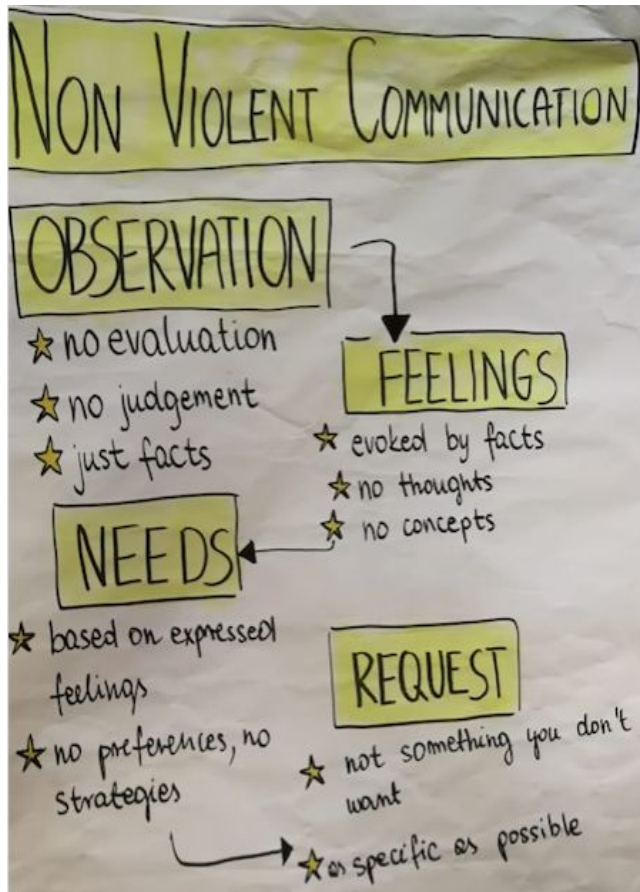 NON VIOLENT COMMUNICATION
OBSERVATION
no evaluation
no judgement
just facts
FEELINGS
evoked by facts
no thoughts
no concepts
NEEDS
based on expressed
feelings
no preferences, no
strategies
REQUEST
not something you don't
want
as specific as possible